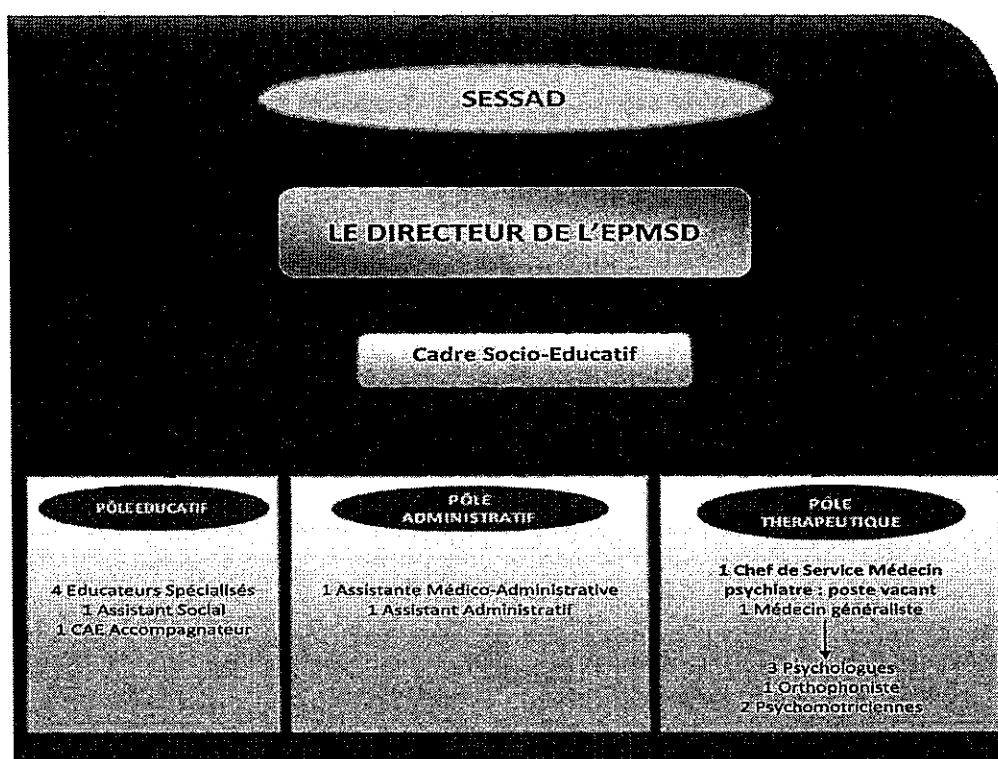 SESSAD
LE DIRECTEUR DE L'EPMSD
Cadre Socio-Educatif
PÔLE EDUCATIF
4 Educateurs Spécialisés
1 Assistant Social
1 CAE Accompagnateur
PÔLE
ADMINISTRATIF
1 Assistante Médico-Administrative
1 Assistant Administratif
PÔLE
THERAPEUTIQUE
1 Chef de Service Médecin
psychiatre : poste vacant
1 Médecin généraliste
3 Psychologues
1 Orthophoniste
2 Psychomotriciennes